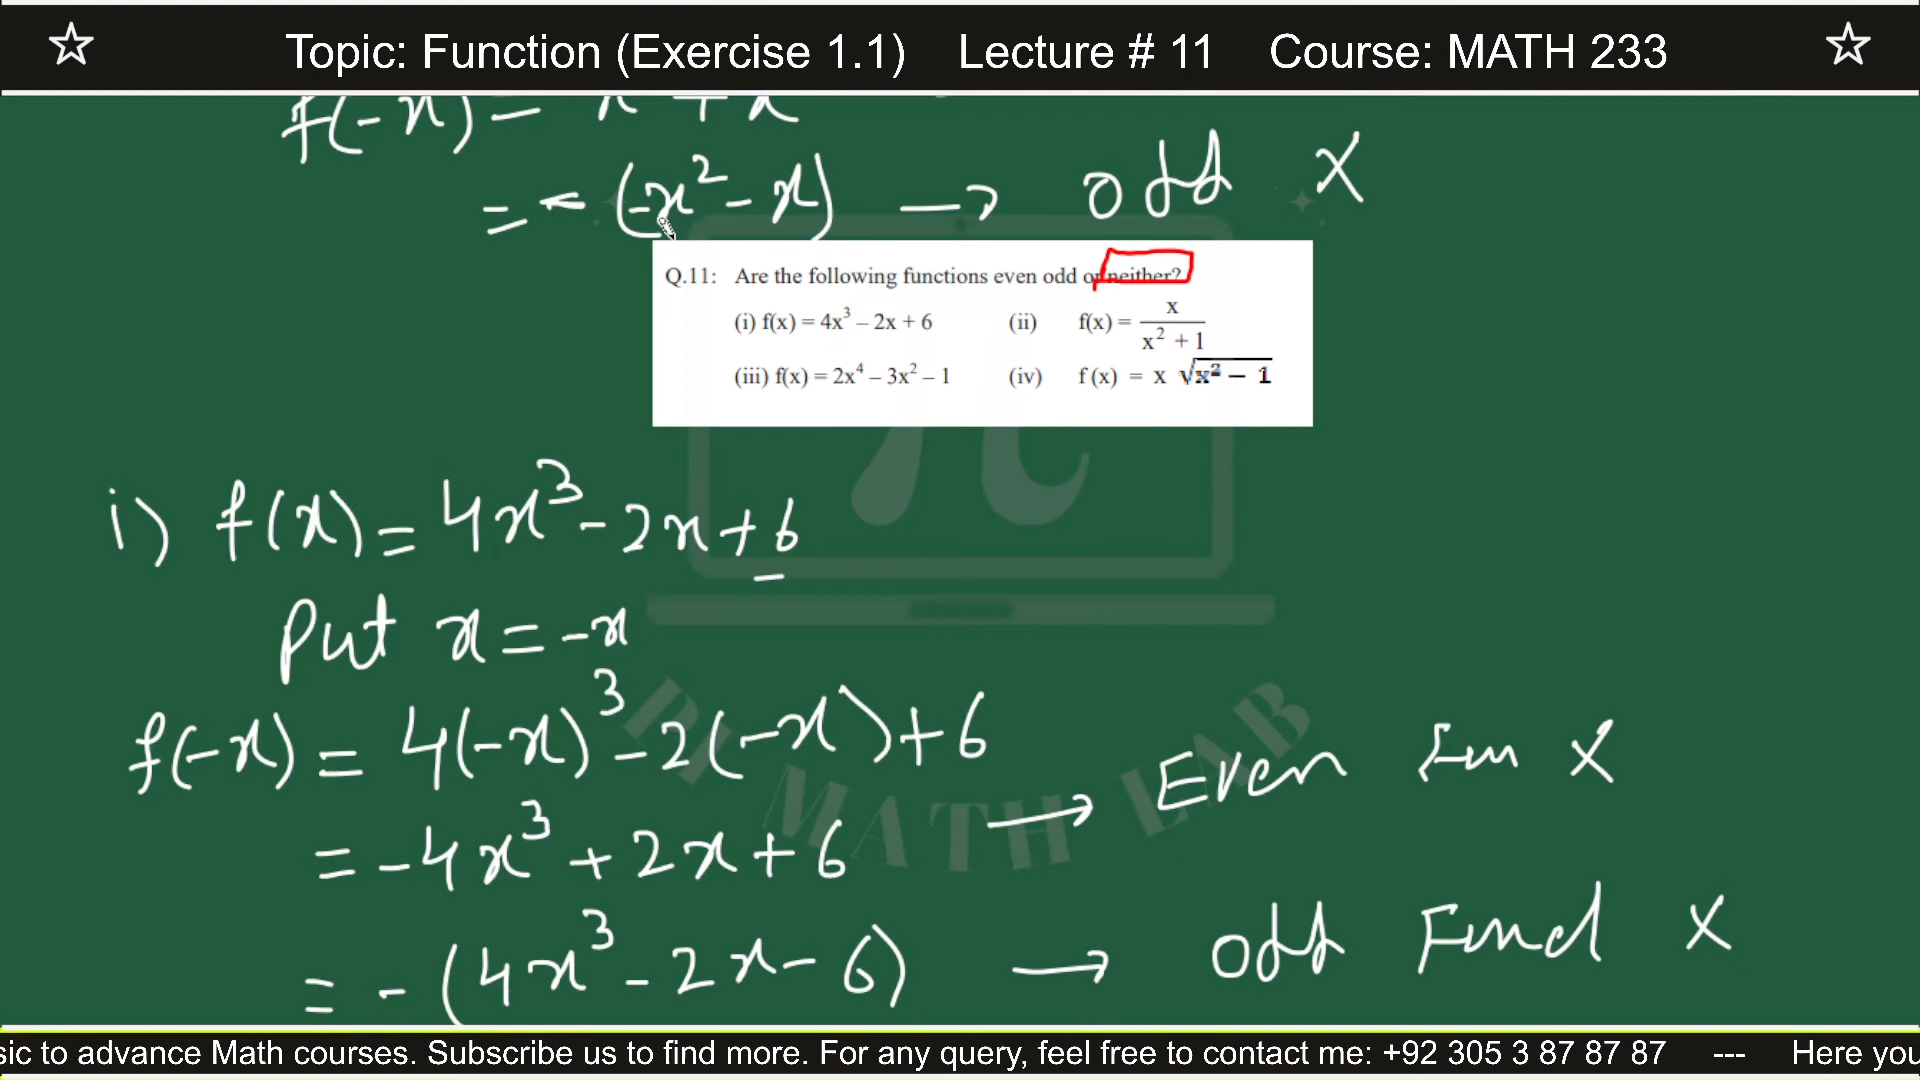 ☆ Topic: Function (Exercise 1.1) Lecture # 11 Course: MATH 233 ☆
f(-x) = x + x
= - (-x² - x) → odd X
Q.11: Are the following functions even odd or neither?
(i) f(x) = 4x³ – 2x + 6 (ii) f(x) = x / x² + 1
(iii) f(x) = 2x⁴ – 3x² – 1 (iv) f (x) = x √x² – 1
i) f(x) = 4x³ - 2x + 6
Put x = -x
f(-x) = 4(-x)³ - 2(-x) + 6
→ Even Fun X
= -4x³ + 2x + 6
= - (4x³ - 2x - 6) → odd X
PI MATH LAB
sic to advance Math courses. Subscribe us to find more. For any query, feel free to contact me: +92 305 3 87 87 87 --- Here you